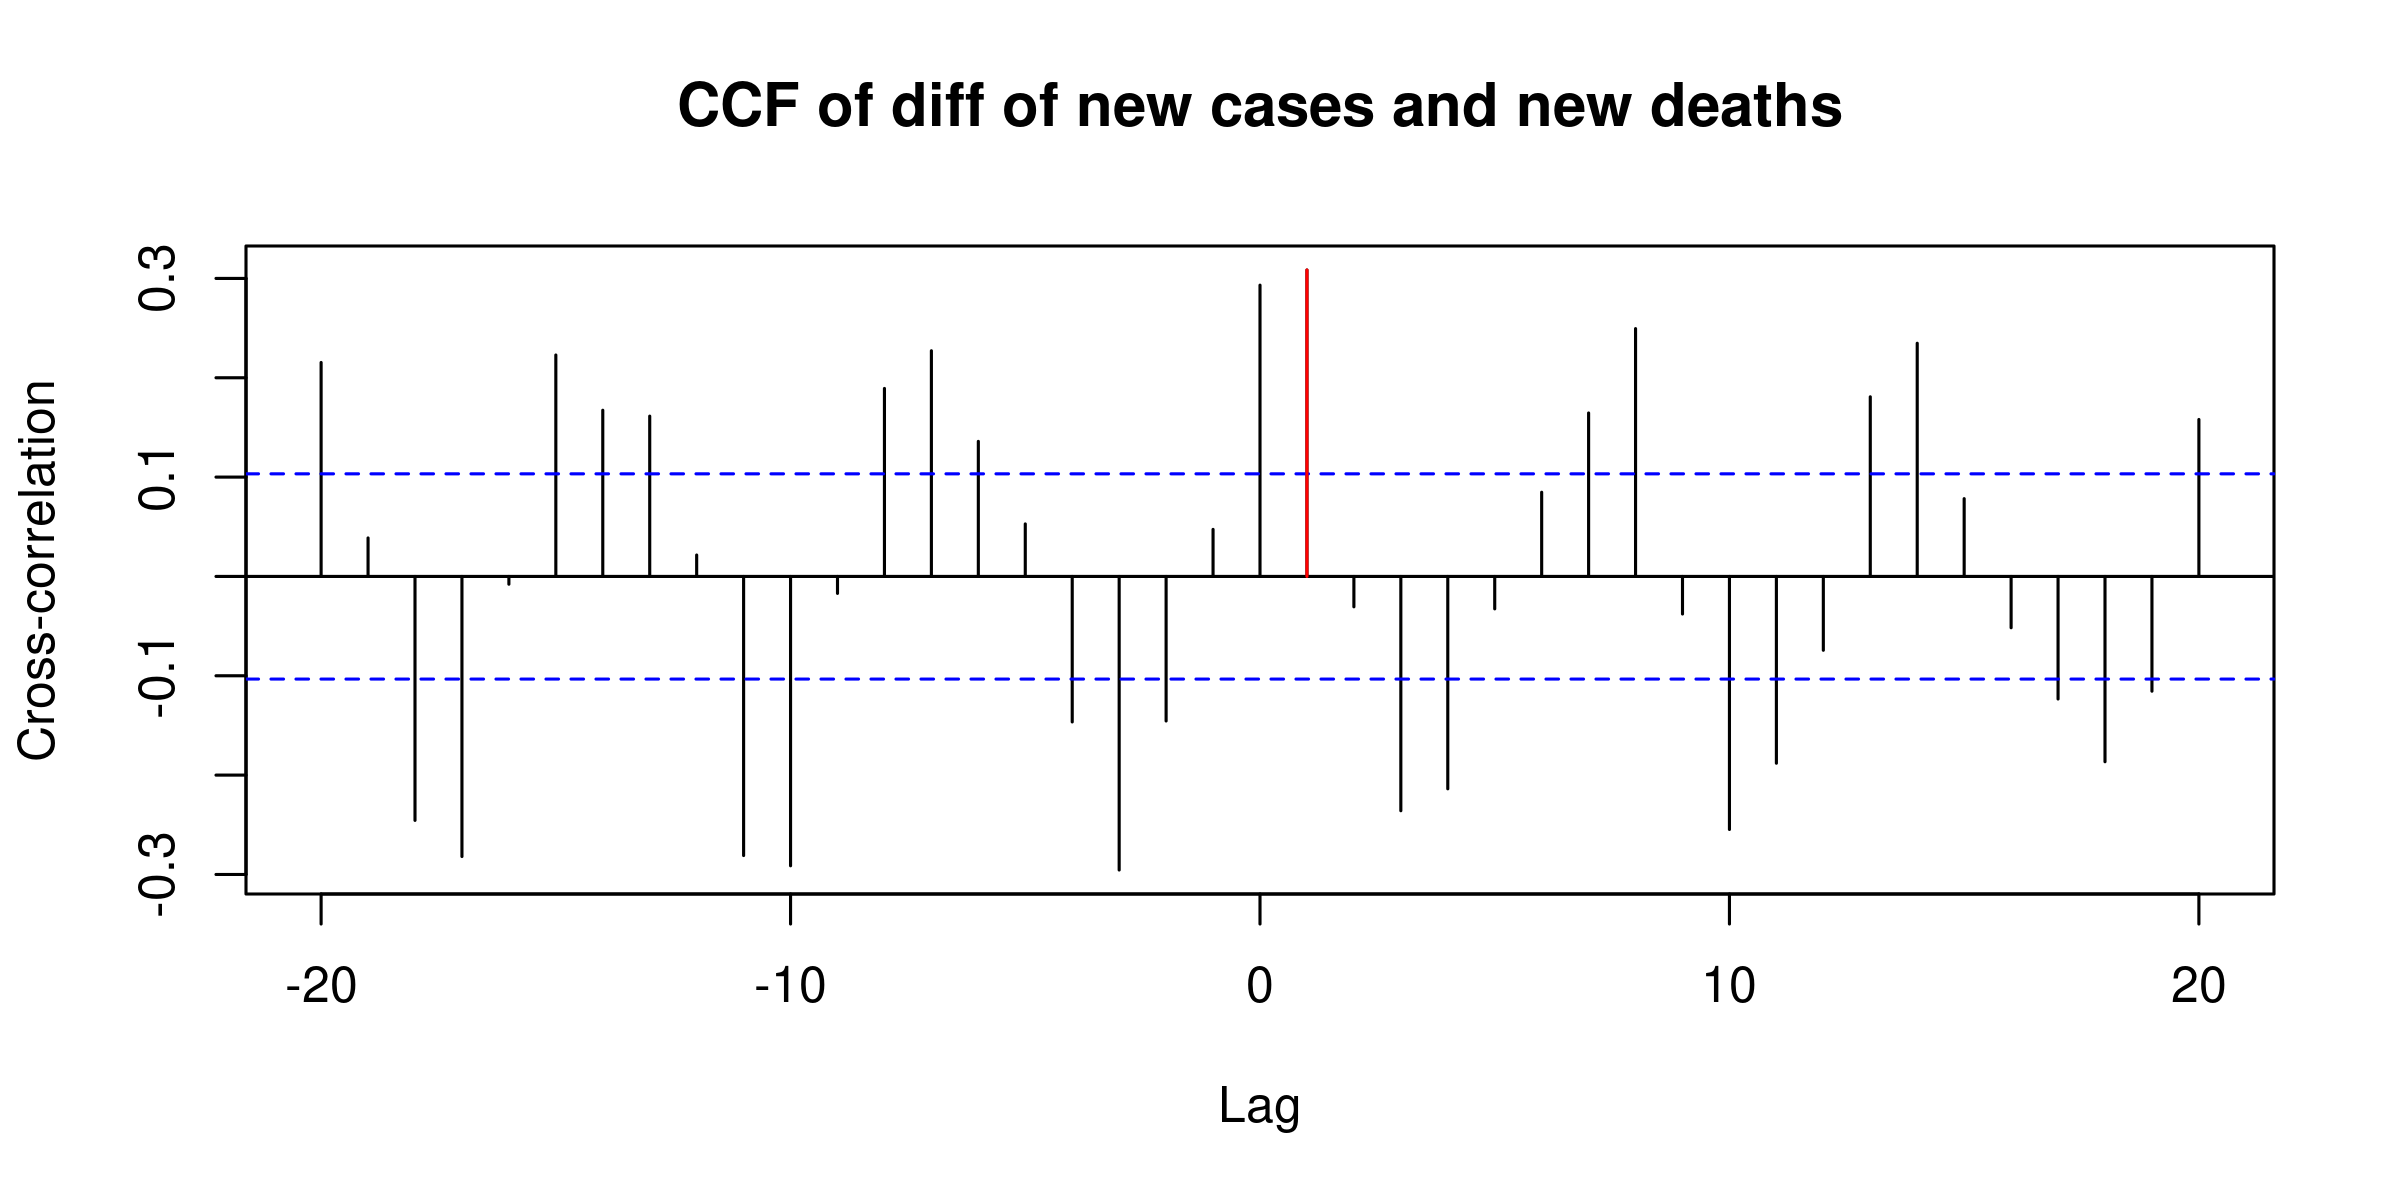 CCF of diff of new cases and new deaths
Cross-correlation
0.3
0.1
-0.1
-0.3
-20 -10 0 10 20
Lag